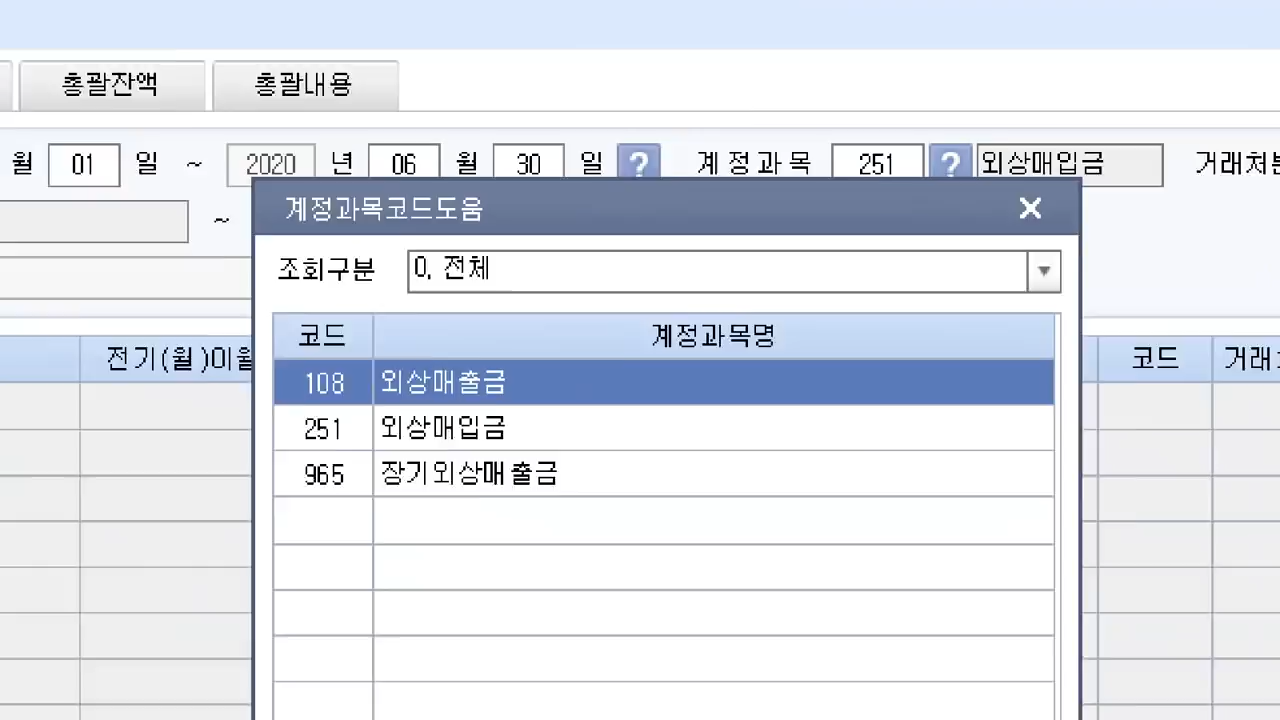 총괄잔액 총괄내용
월 01 일 ~ 2020 년 06 월 30 일 ? 계정과목 251 ? 외상매입금
~
계정과목코드도움
조회구분 0. 전체
코드 계정과목명
전기(월)이월 코드
108 외상매출금
251 외상매입금
965 장기외상매출금